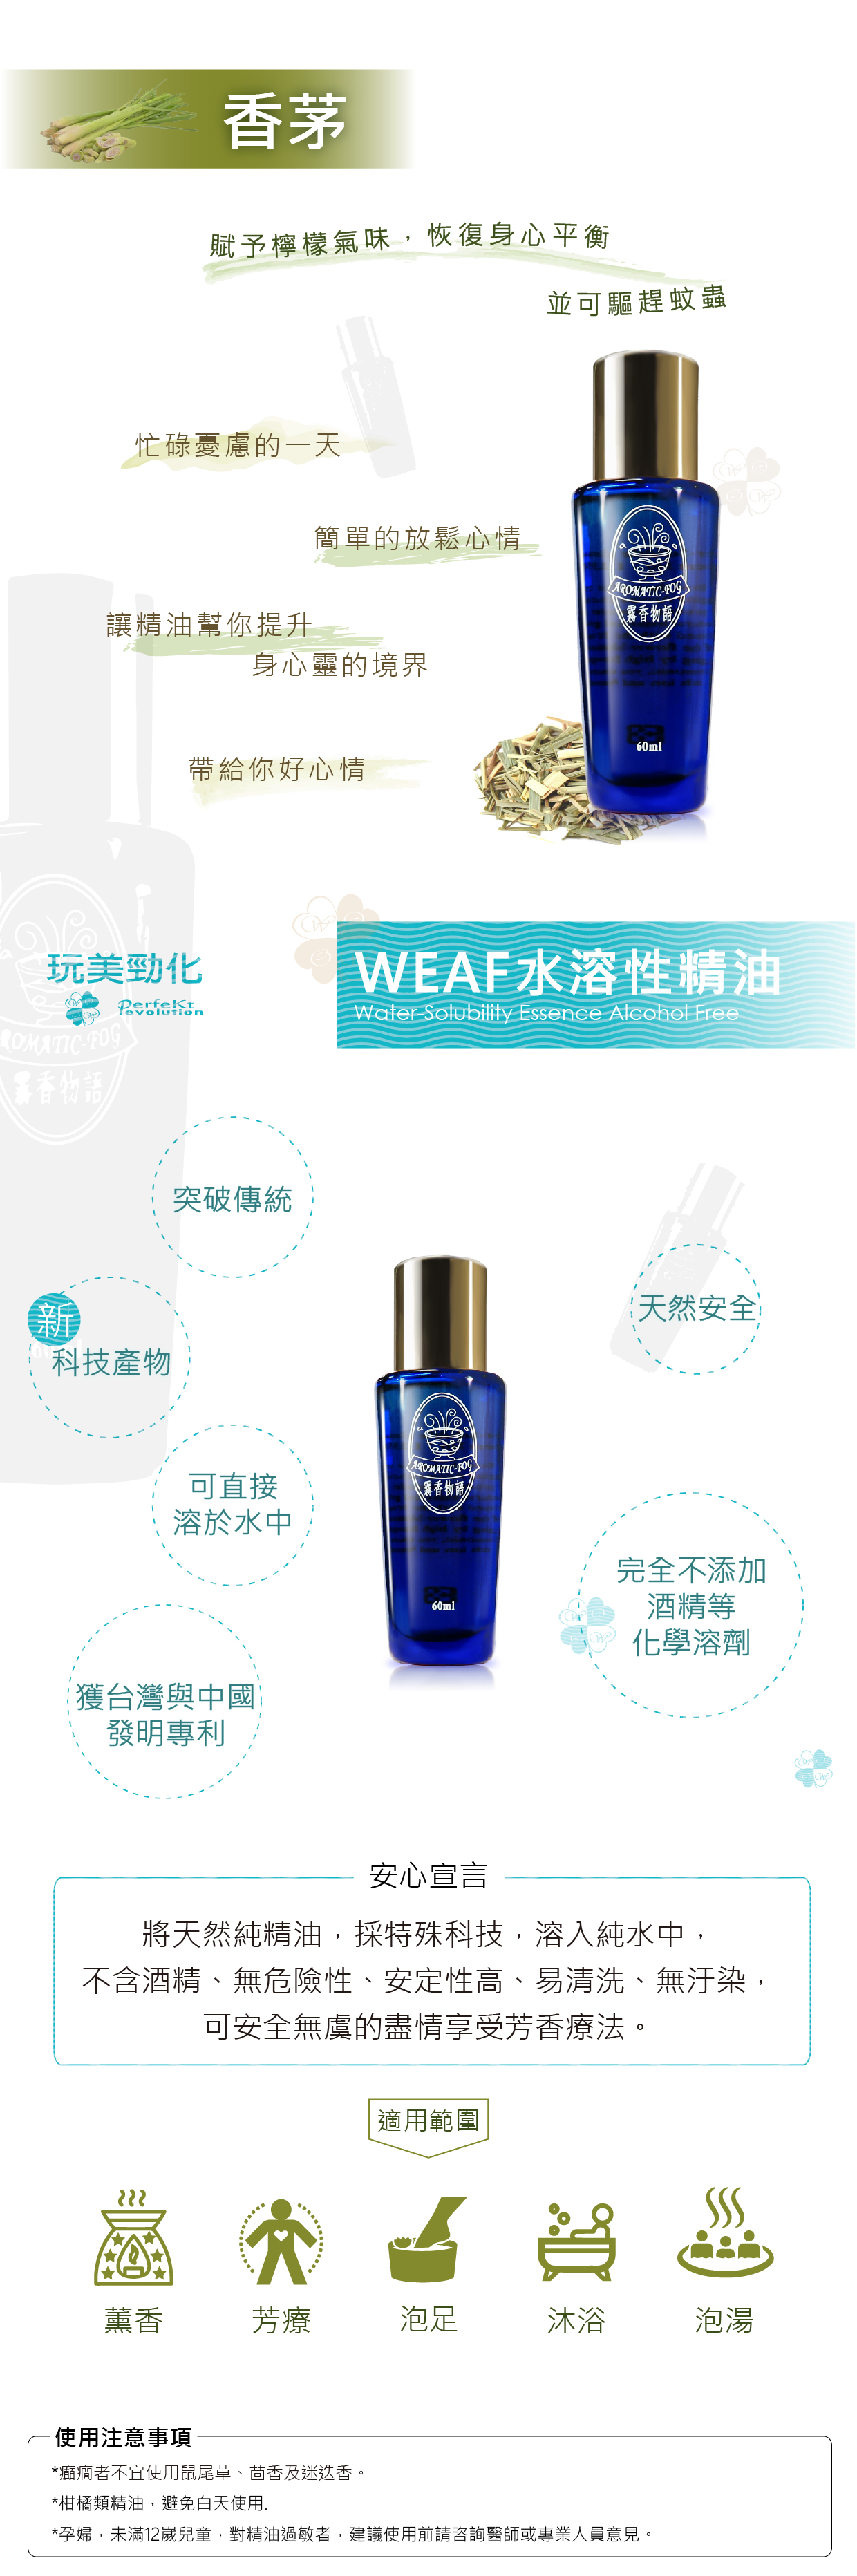 香茅
賦予檸檬氣味，恢復身心平衡
並可驅趕蚊蟲
忙碌憂慮的一天
簡單的放鬆心情
讓精油幫你提升
身心靈的境界
帶給你好心情
AROMATIC-FOG
霧香物語
60ml
玩美勁化
Perfekt
revolution
WEAF水溶性精油
Water-Solubility Essence Alcohol Free
AROMATIC-FOG
霧香物語
突破傳統
新
科技產物
可直接
溶於水中
獲台灣與中國
發明專利
AROMATIC-FOG
霧香物語
60ml
天然安全
完全不添加
酒精等
化學溶劑
安心宣言
將天然純精油，採特殊科技，溶入純水中，
不含酒精、無危險性、安定性高、易清洗、無汙染，
可安全無虞的盡情享受芳香療法。
適用範圍
薰香
芳療
泡足
沐浴
泡湯
使用注意事項
*癲癇者不宜使用鼠尾草、茴香及迷迭香。
*柑橘類精油，避免白天使用.
*孕婦，未滿12嵗兒童，對精油過敏者，建議使用前請咨詢醫師或專業人員意見。